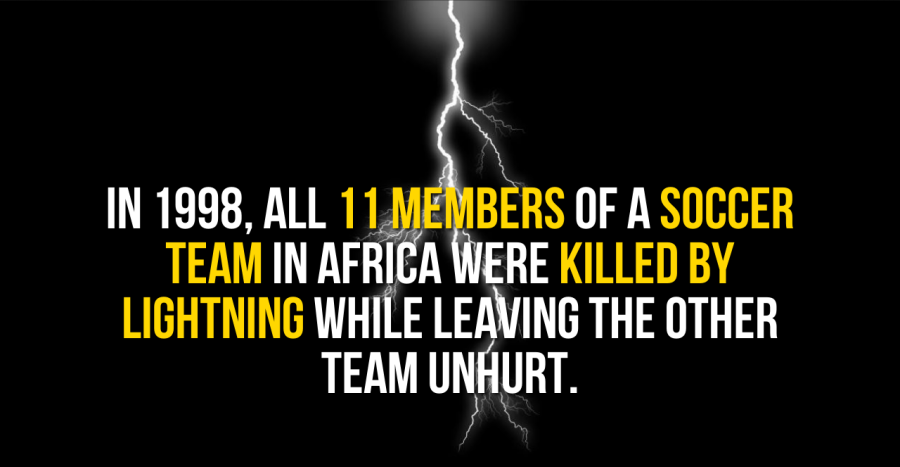 IN 1998, ALL 11 MEMBERS OF A SOCCER
TEAM IN AFRICA WERE KILLED BY
LIGHTNING WHILE LEAVING THE OTHER
TEAM UNHURT.